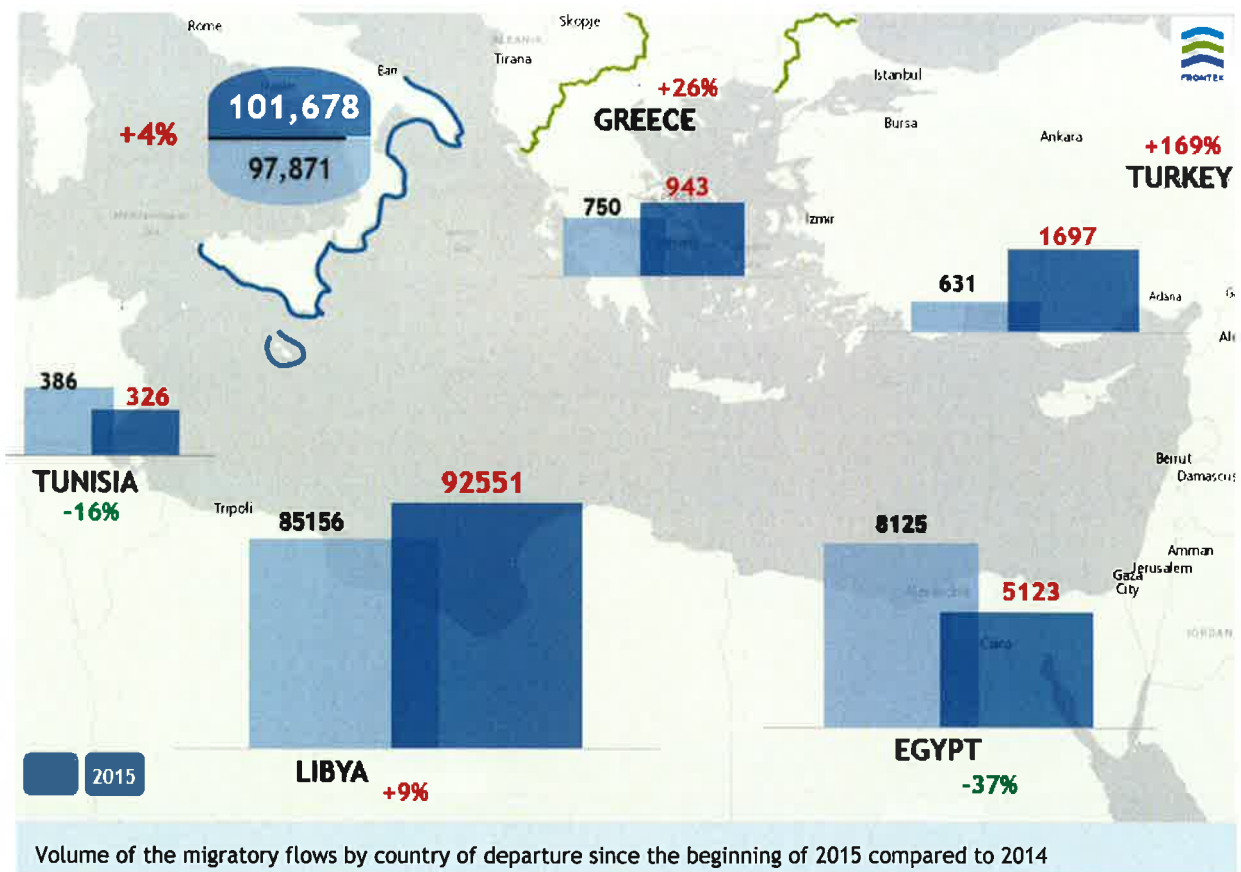 Rome
Skopje
ALBANIA
Tirana
FRONTEX
Istanbul
+26%
GREECE
Bursa
Ankara
+4%
101,678
97,871
+169%
TURKEY
750
943
Izmir
1697
631
Adana
386
326
TUNISIA
-16%
Beirut
Damascus
Tripoli
85156
92551
8125
Alexandria
5123
Amman
Jerusalem
Gaza
City
JORDAN
Cairo
2015
LIBYA
+9%
EGYPT
-37%
Volume of the migratory flows by country of departure since the beginning of 2015 compared to 2014